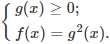 g(x) ≥ 0;
f(x) = g²(x).